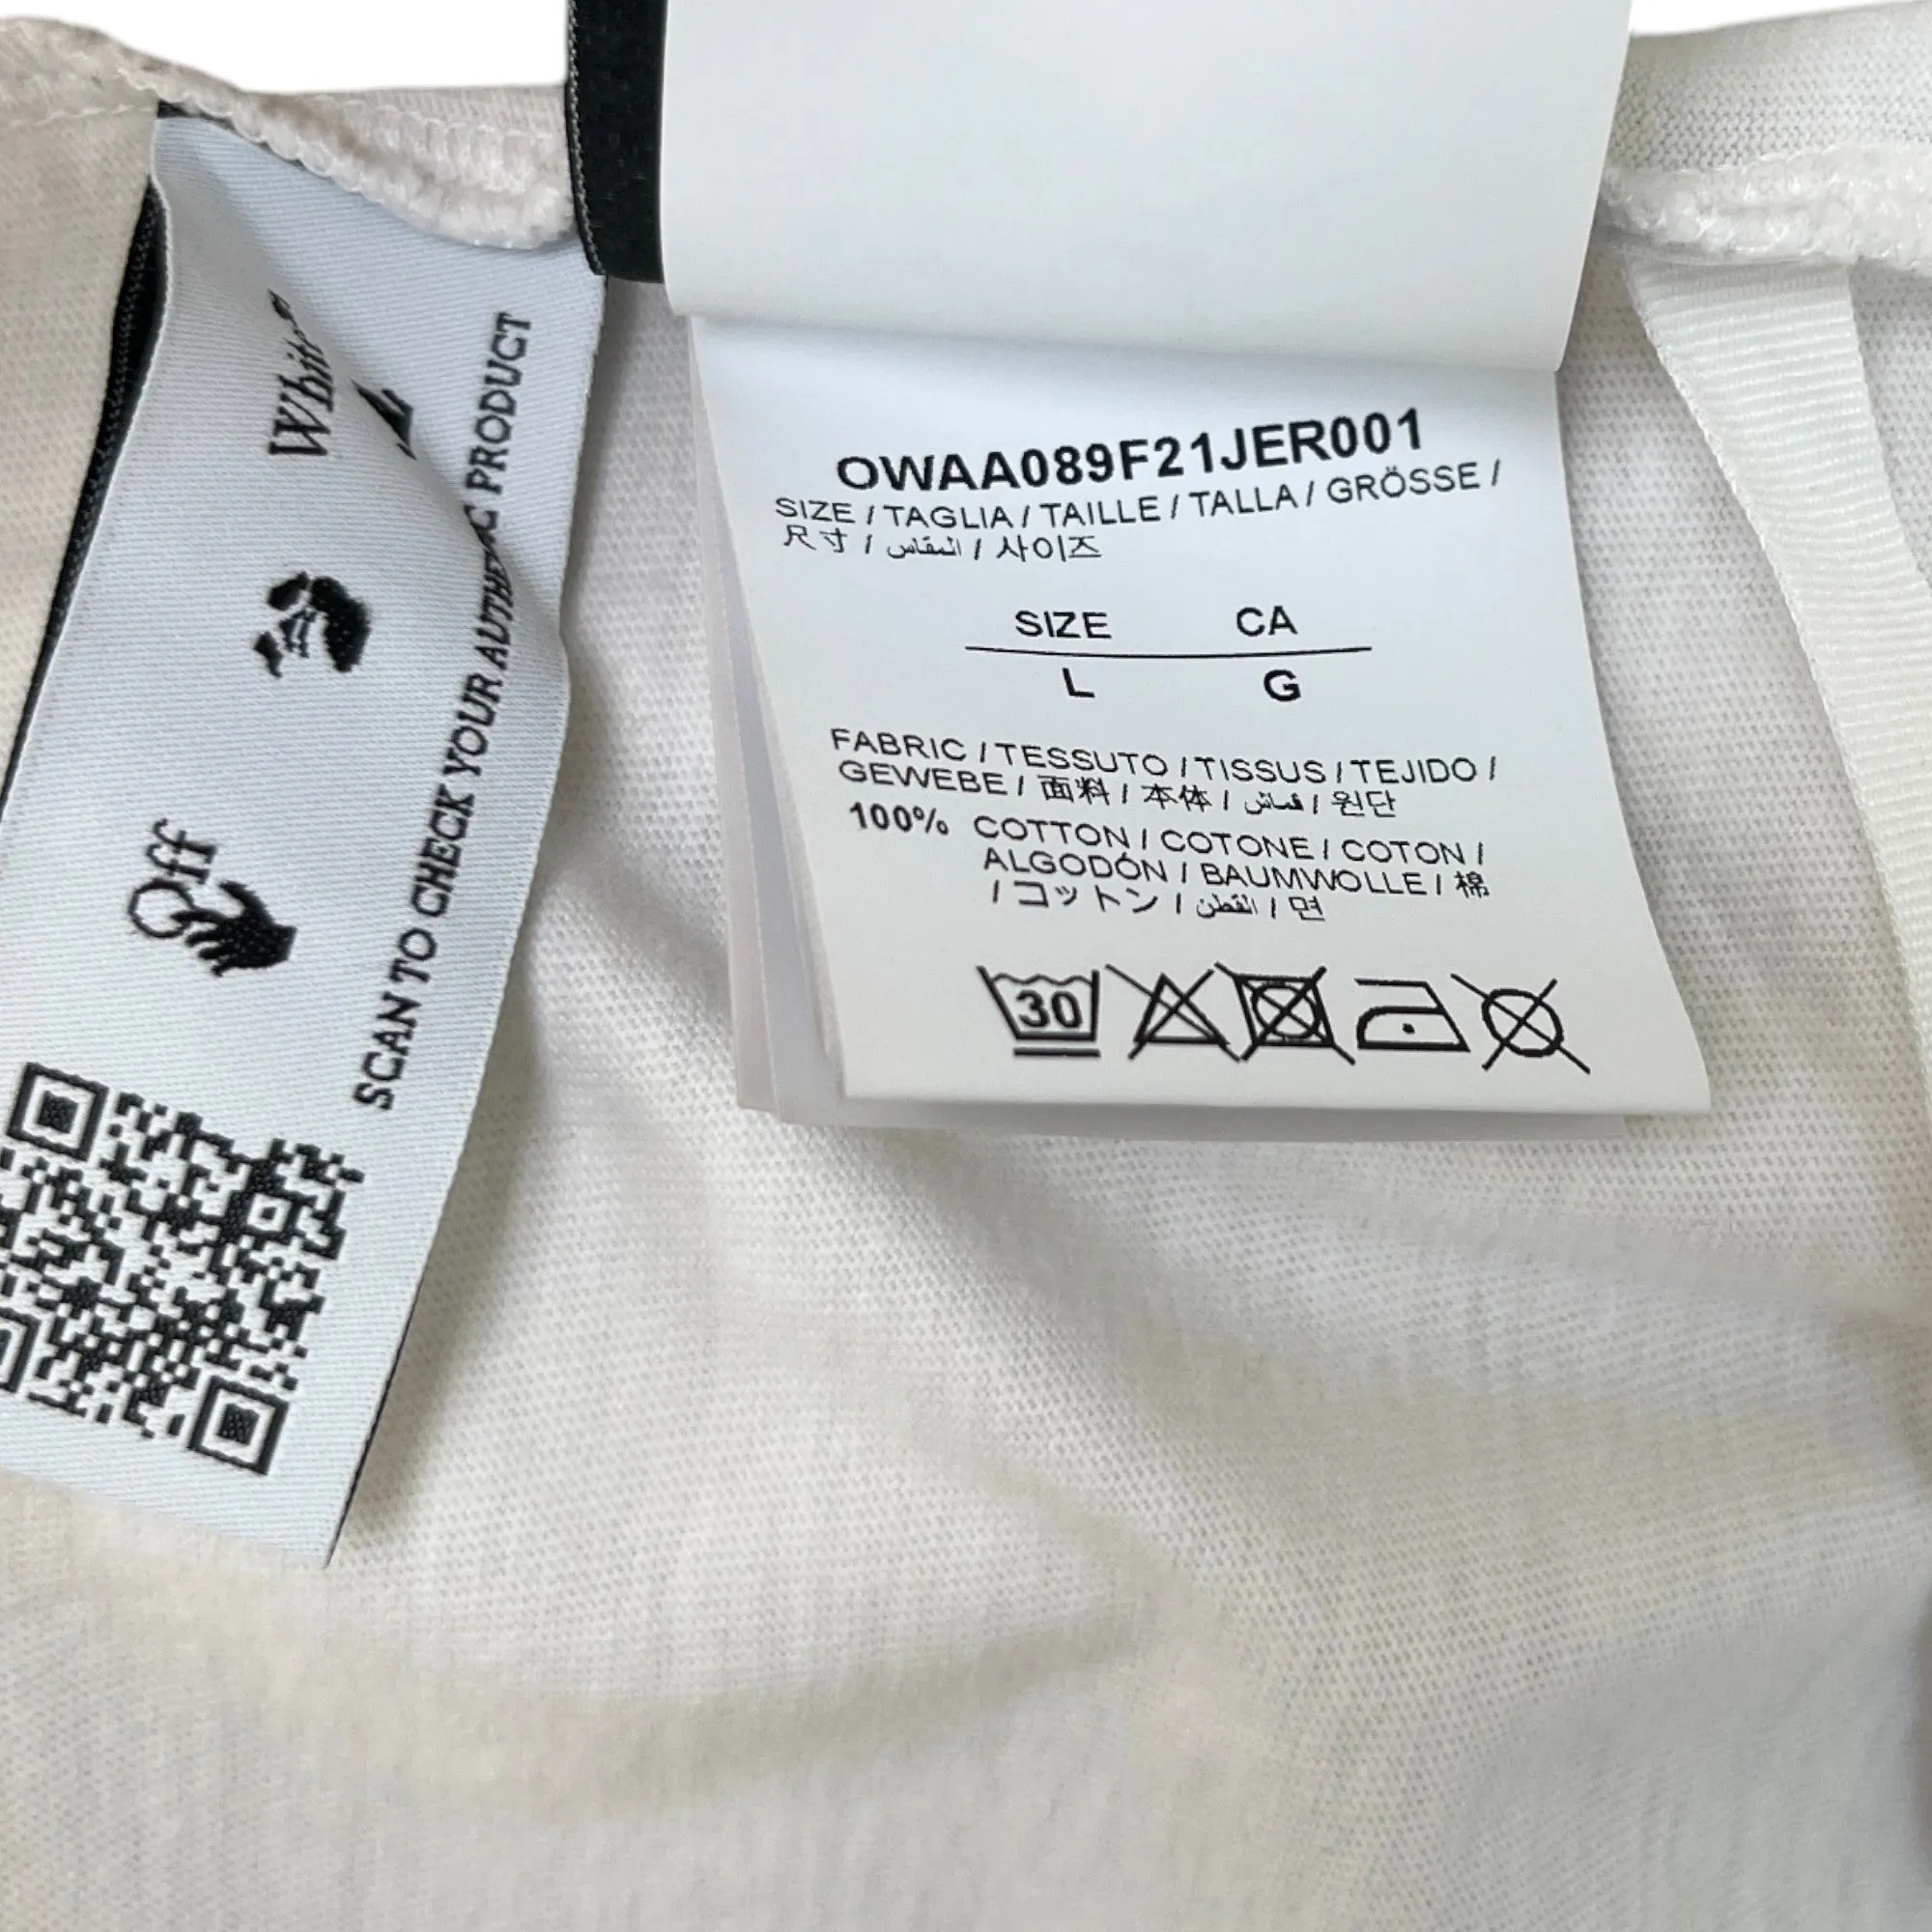 OWAA089F21JER001
SIZE / TAGLIA / TAILLE / TALLA / GRÖSSE /
尺寸 / المقاس / 사이즈
SIZE CA
L G
FABRIC / TESSUTO / TISSUS / TEJIDO /
GEWEBE / 面料 / 本体 / قماش / 원단
100% COTTON / COTONE / COTON /
ALGODÓN / BAUMWOLLE / 棉
/ コットン / القطن / 면
30
Off
SCAN TO CHECK YOUR PRODUCT